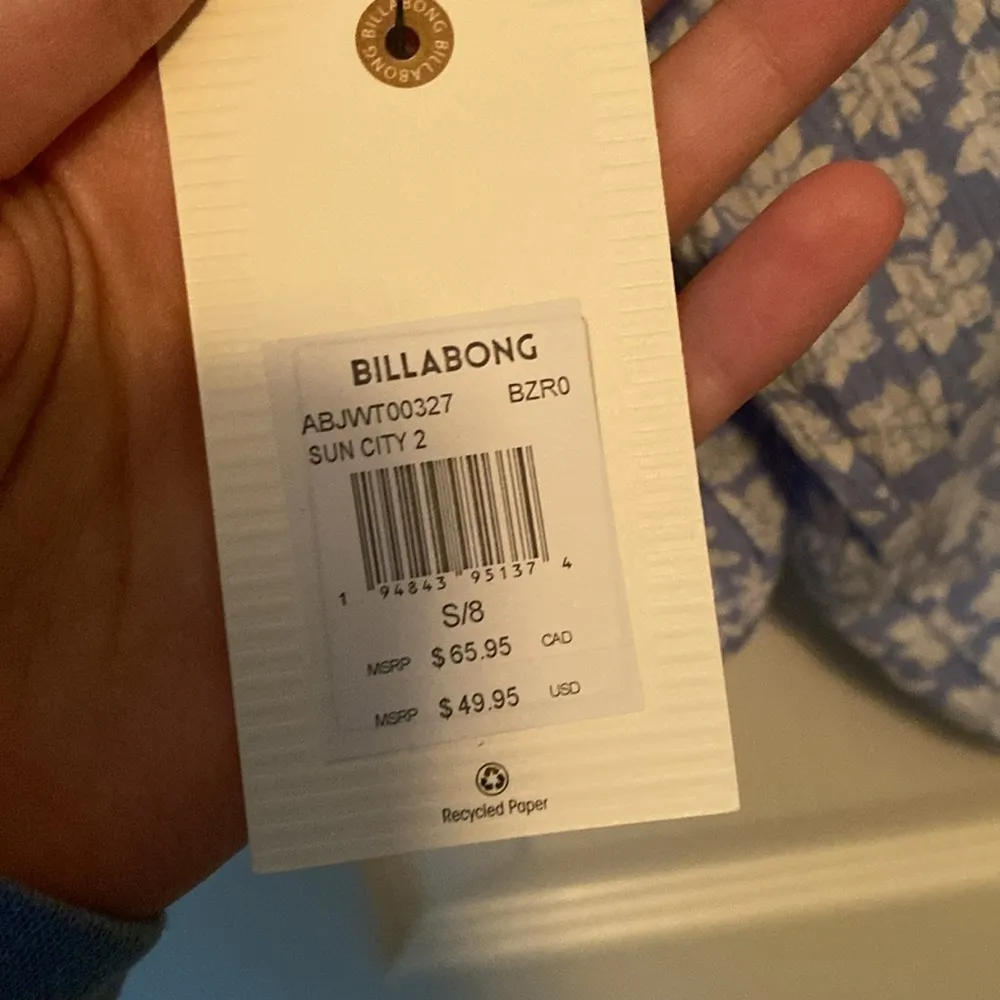 BILLABONG BILLABONG
BILLABONG
ABJWT00327 BZR0
SUN CITY 2
1 94843 95137 4
S/8
MSRP $65.95 CAD
MSRP $49.95 USD
Recycled Paper